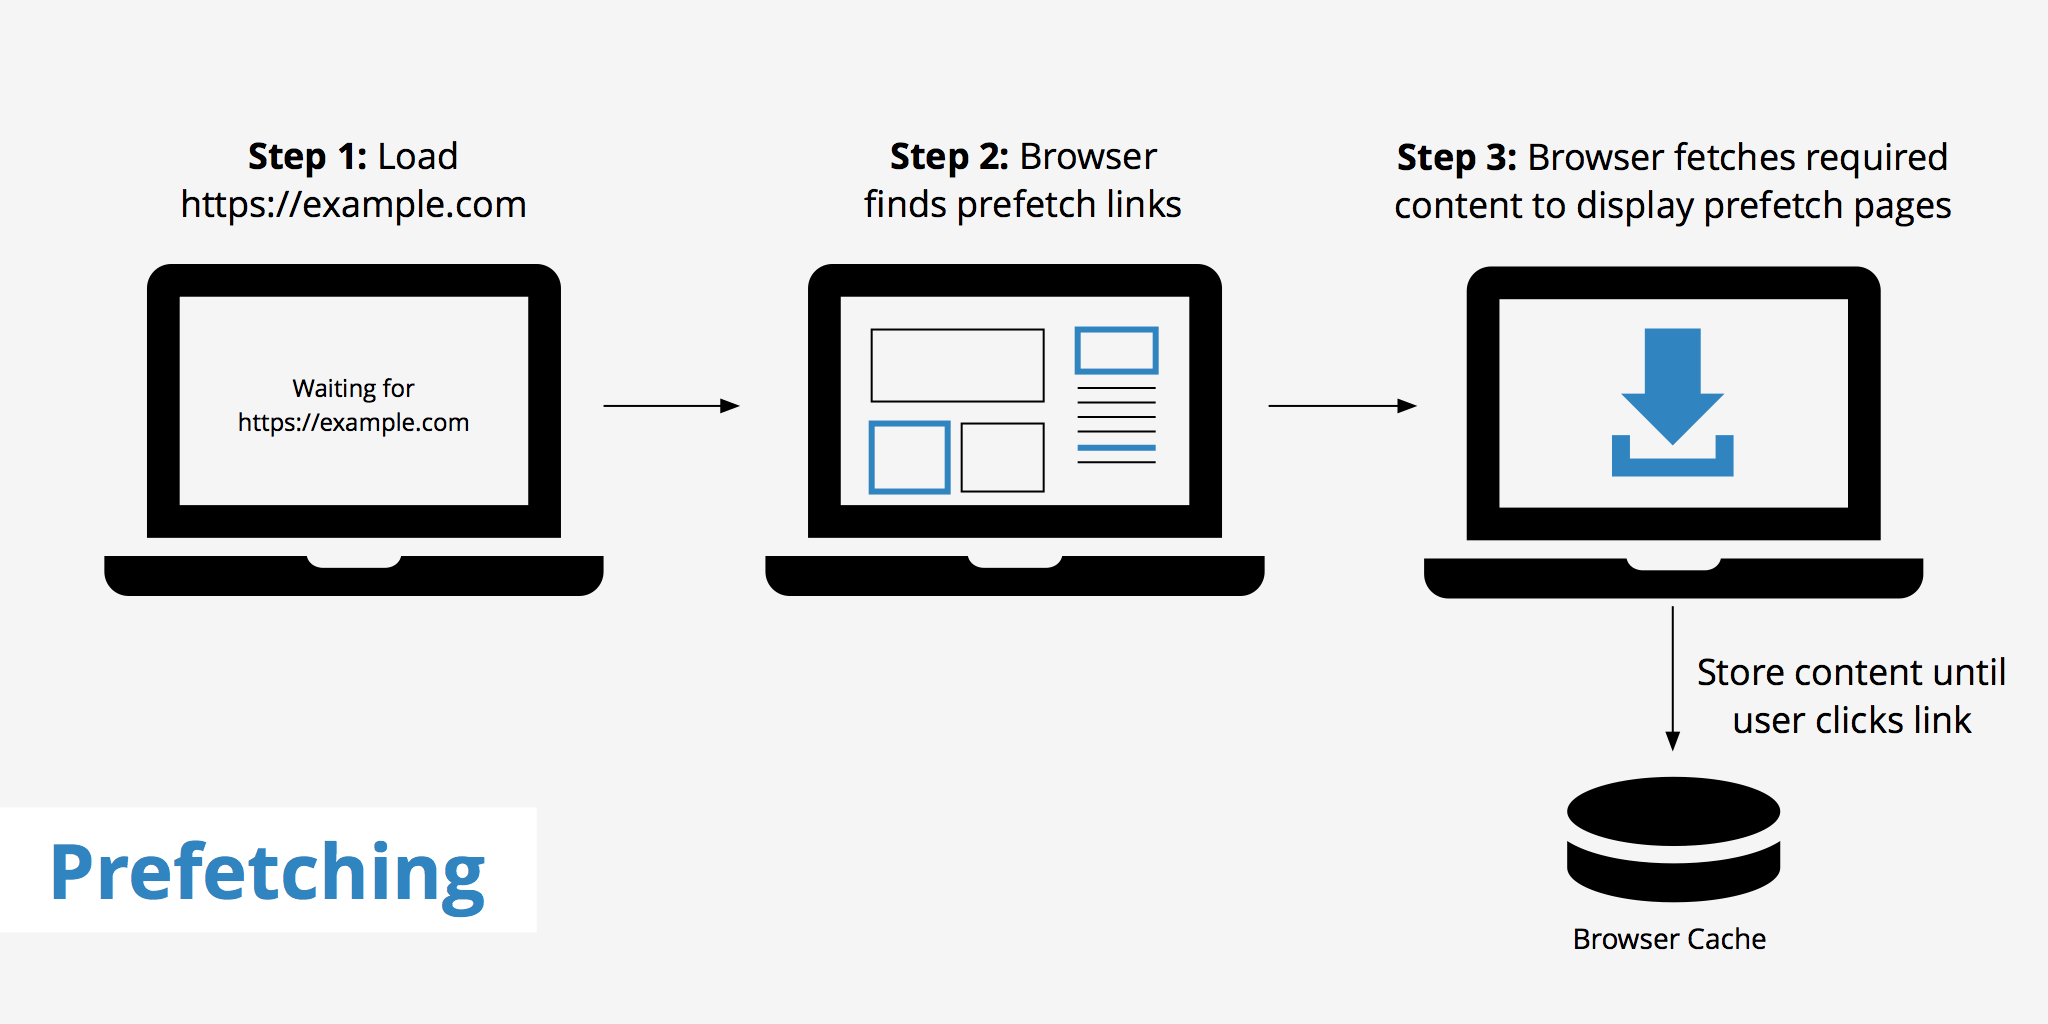 Step 1: Load
https://example.com
Step 2: Browser
finds prefetch links
Step 3: Browser fetches required
content to display prefetch pages
Waiting for
https://example.com
Store content until
user clicks link
Browser Cache
Prefetching